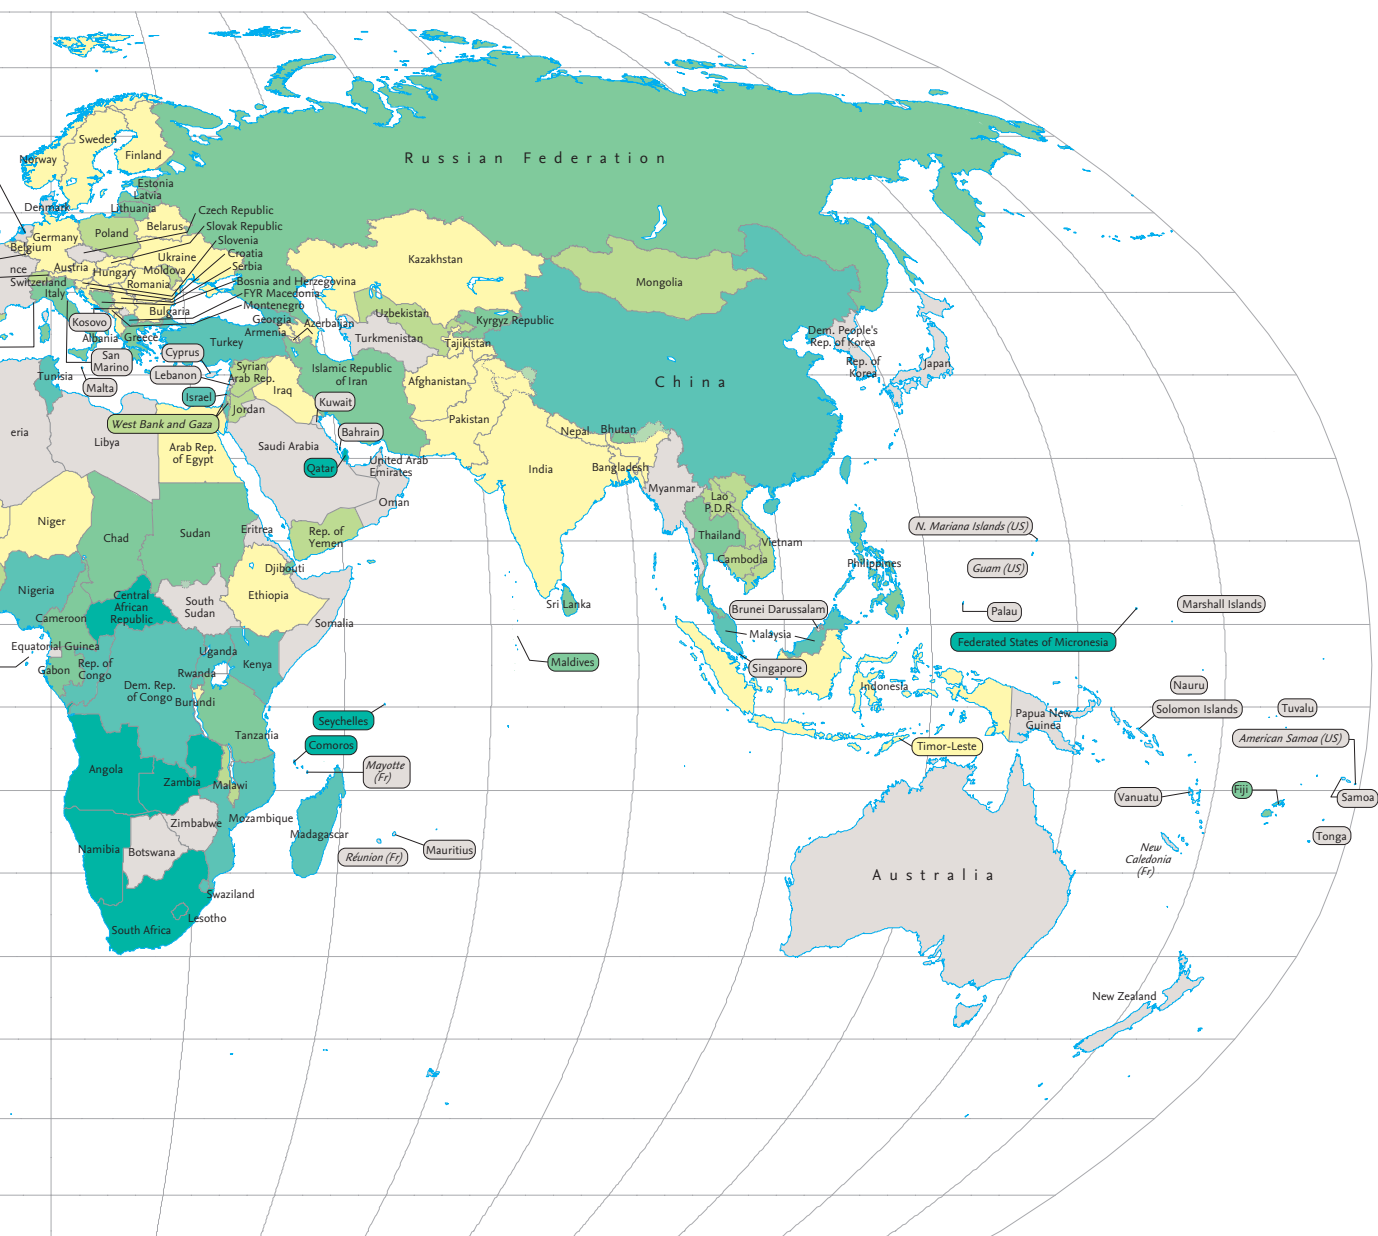 Russian Federation
Sweden
Finland
Norway
Estonia
Latvia
Lithuania
Denmark
Czech Republic
Slovak Republic
Slovenia
Croatia
Serbia
Bosnia and Herzegovina
FYR Macedonia
Montenegro
Belarus
Poland
Germany
Belgium
Ukraine
nce
Austria
Hungary
Moldova
Switzerland
Romania
Italy
Bulgaria
Kosovo
Albania
Greece
San
Marino
Malta
Georgia
Armenia
Azerbaijan
Turkey
Cyprus
Lebanon
Israel
West Bank and Gaza
Syrian
Arab Rep.
Iraq
Jordan
Kuwait
Bahrain
Qatar
Saudi Arabia
United Arab
Emirates
Oman
Rep. of
Yemen
Islamic Republic
of Iran
Kazakhstan
Uzbekistan
Turkmenistan
Kyrgyz Republic
Tajikistan
Afghanistan
Pakistan
Mongolia
China
Dem. People's
Rep. of Korea
Rep. of
Korea
Japan
Nepal
Bhutan
India
Bangladesh
Myanmar
Lao
P.D.R.
Thailand
Vietnam
Cambodia
Sri Lanka
Maldives
Philippines
Brunei Darussalam
Malaysia
Singapore
Indonesia
Timor-Leste
Papua New
Guinea
N. Mariana Islands (US)
Guam (US)
Palau
Marshall Islands
Federated States of Micronesia
Nauru
Solomon Islands
Tuvalu
American Samoa (US)
Vanuatu
Fiji
Samoa
Tonga
New
Caledonia
(Fr)
Australia
New Zealand
Tunisia
eria
Libya
Arab Rep.
of Egypt
Niger
Chad
Sudan
Eritrea
Djibouti
Ethiopia
Somalia
South
Sudan
Nigeria
Central
African
Republic
Cameroon
Equatorial Guinea
Gabon
Rep. of
Congo
Dem. Rep.
of Congo
Uganda
Kenya
Rwanda
Burundi
Tanzania
Seychelles
Comoros
Mayotte
(Fr)
Angola
Zambia
Malawi
Mozambique
Zimbabwe
Namibia
Botswana
Madagascar
Réunion (Fr)
Mauritius
Swaziland
Lesotho
South Africa